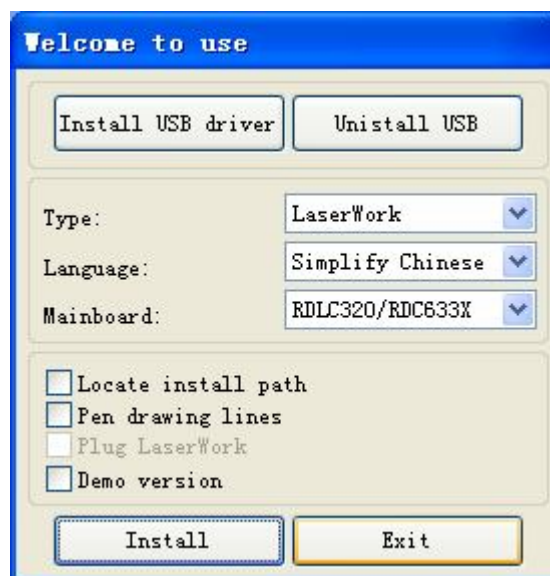 Welcome to use
Install USB driver Unistall USB
Type: LaserWork
Language: Simplify Chinese
Mainboard: RDLC320/RDC633X
Locate install path
Pen drawing lines
Plug LaserWork
Demo version
Install Exit